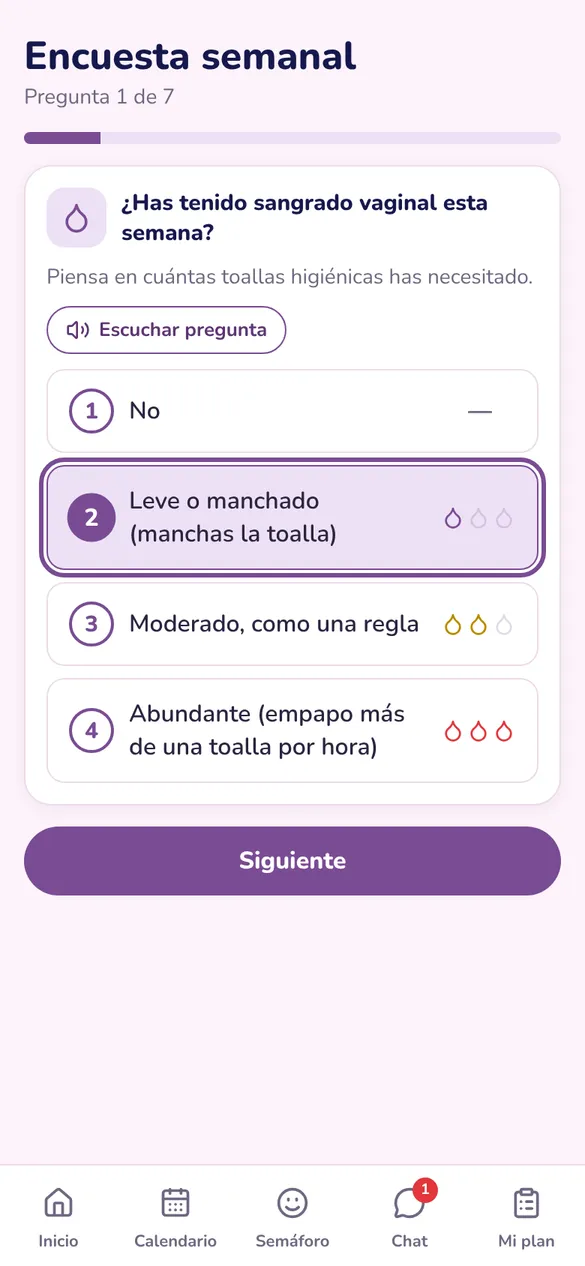 Encuesta semanal
Pregunta 1 de 7
¿Has tenido sangrado vaginal esta
semana?
Piensa en cuántas toallas higiénicas has necesitado.
Escuchar pregunta
1 No —
2 Leve o manchado
(manchas la toalla)
3 Moderado, como una regla
4 Abundante (empapo más
de una toalla por hora)
Siguiente
1
Inicio Calendario Semáforo Chat Mi plan